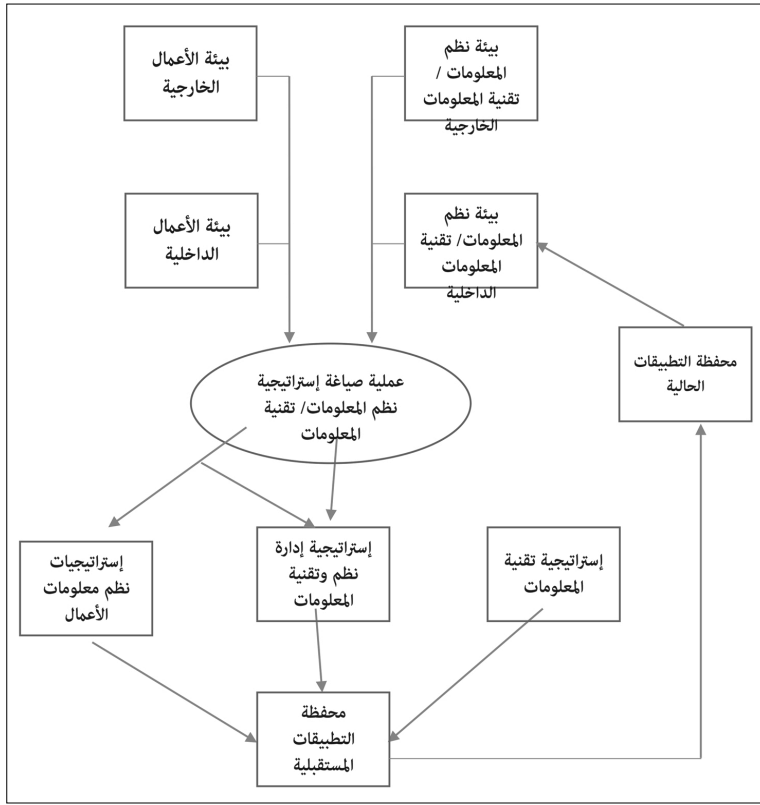 بيئة نظم
المعلومات /
تقنية المعلومات
الخارجية
بيئة الأعمال
الخارجية
بيئة نظم
المعلومات/ تقنية
المعلومات
الداخلية
بيئة الأعمال
الداخلية
محفظة التطبيقات
الحالية
عملية صياغة إستراتيجية
نظم المعلومات/ تقنية
المعلومات
إستراتيجية تقنية
المعلومات
إستراتيجية إدارة
نظم وتقنية
المعلومات
إستراتيجيات
نظم معلومات
الأعمال
محفظة
التطبيقات
المستقبلية